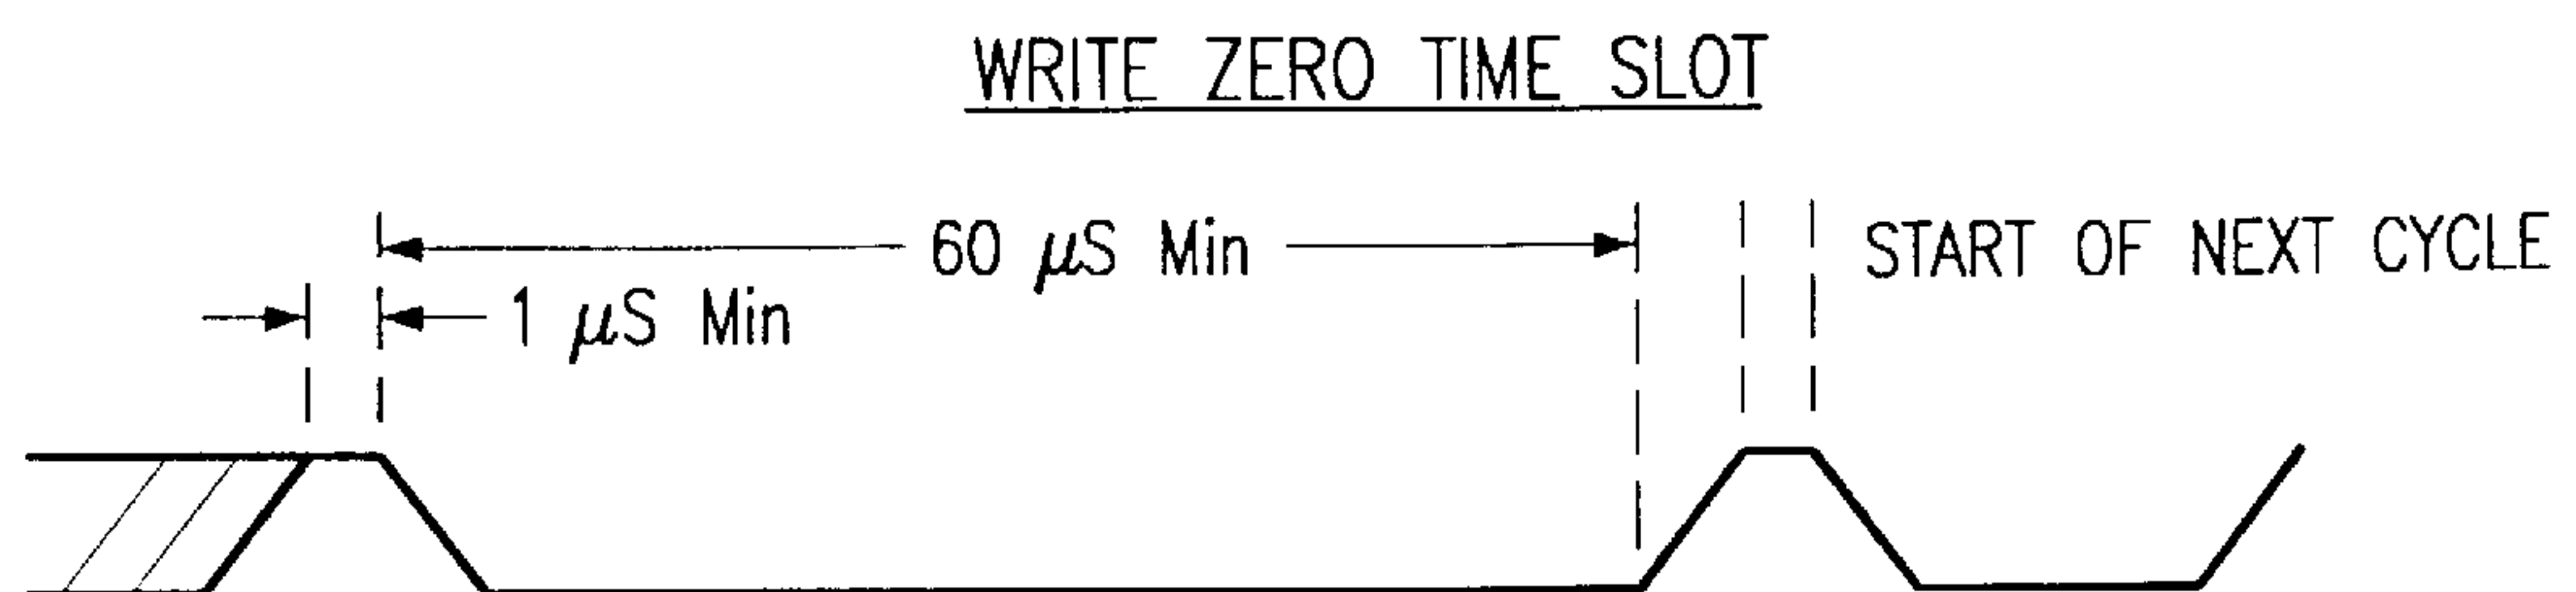 WRITE ZERO TIME SLOT
60 μS Min
START OF NEXT CYCLE
1 μS Min